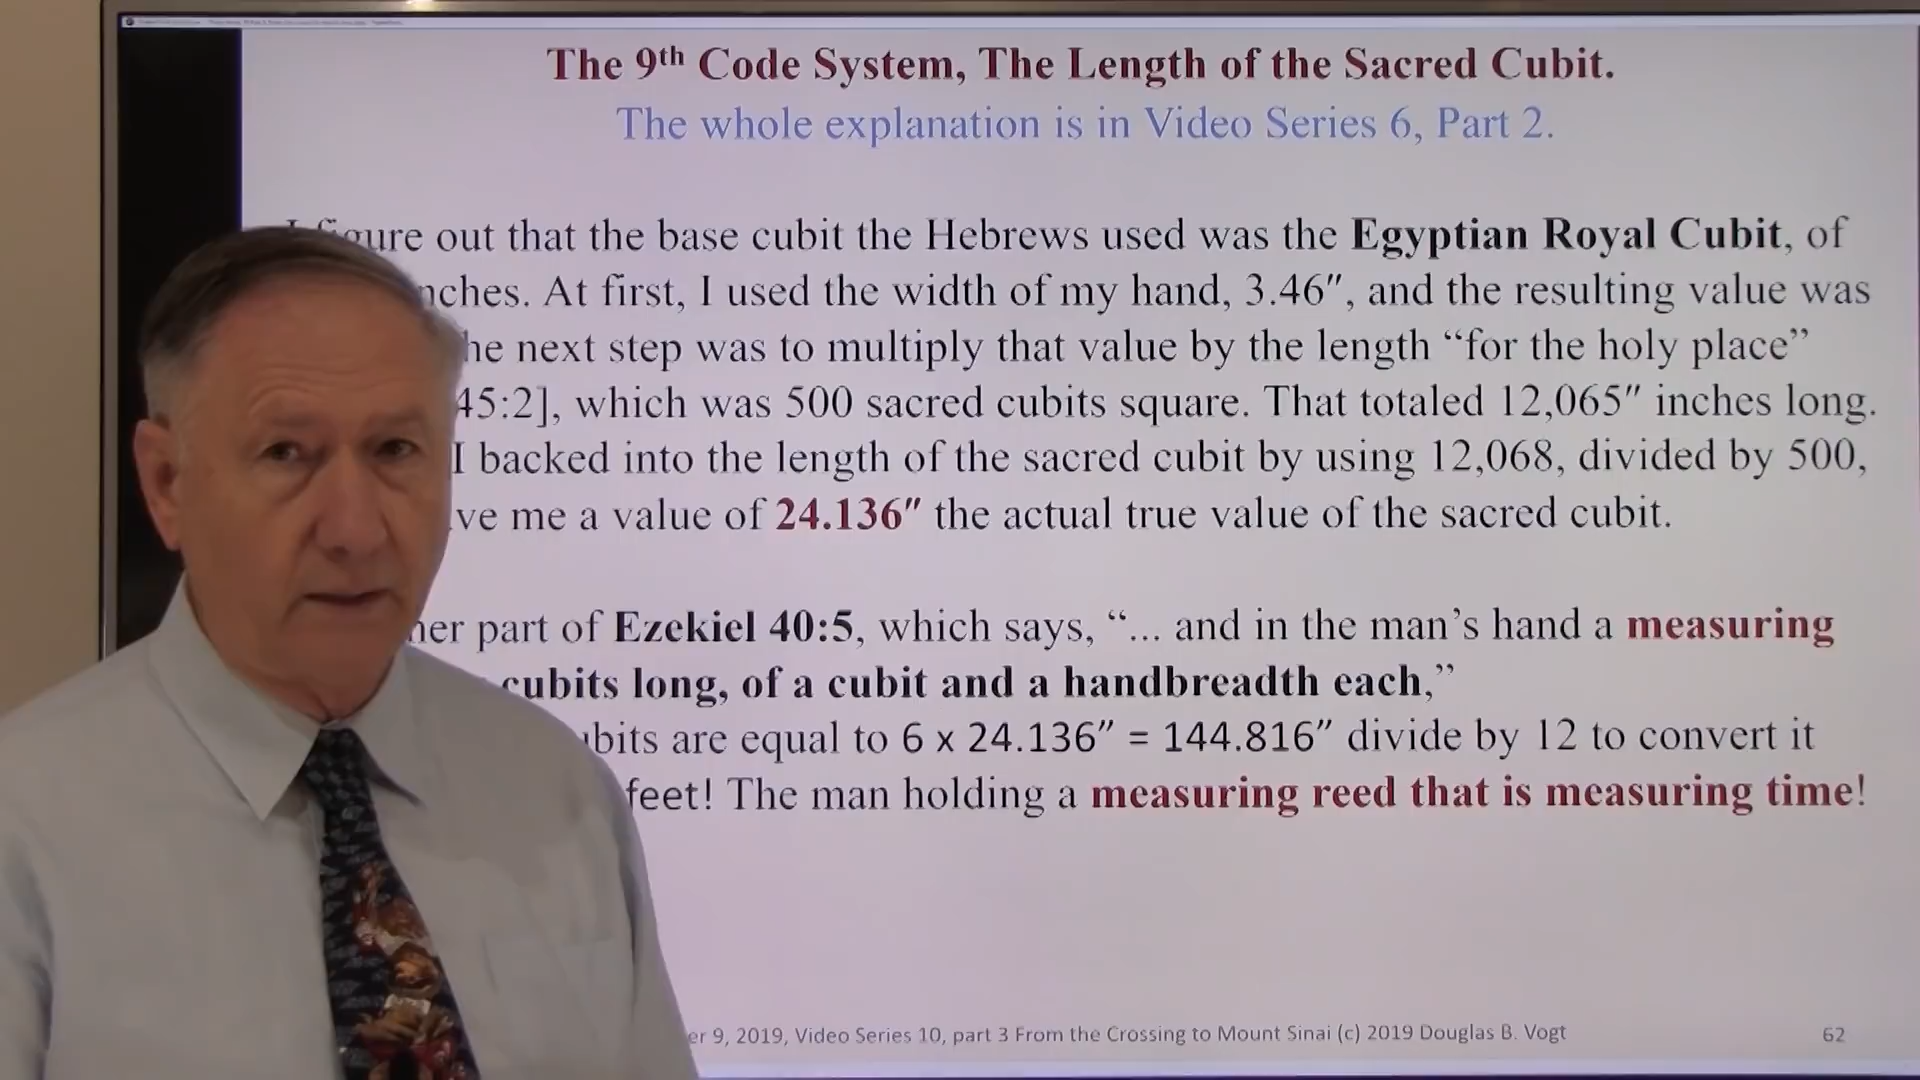 The 9th Code System, The Length of the Sacred Cubit.
The whole explanation is in Video Series 6, Part 2.
figure out that the base cubit the Hebrews used was the Egyptian Royal Cubit, of
nches. At first, I used the width of my hand, 3.46″, and the resulting value was
he next step was to multiply that value by the length “for the holy place”
45:2], which was 500 sacred cubits square. That totaled 12,065″ inches long.
I backed into the length of the sacred cubit by using 12,068, divided by 500,
ve me a value of 24.136″ the actual true value of the sacred cubit.
her part of Ezekiel 40:5, which says, “... and in the man’s hand a measuring
cubits long, of a cubit and a handbreadth each,”
bits are equal to 6 x 24.136″ = 144.816″ divide by 12 to convert it
feet! The man holding a measuring reed that is measuring time!
er 9, 2019, Video Series 10, part 3 From the Crossing to Mount Sinai (c) 2019 Douglas B. Vogt
62